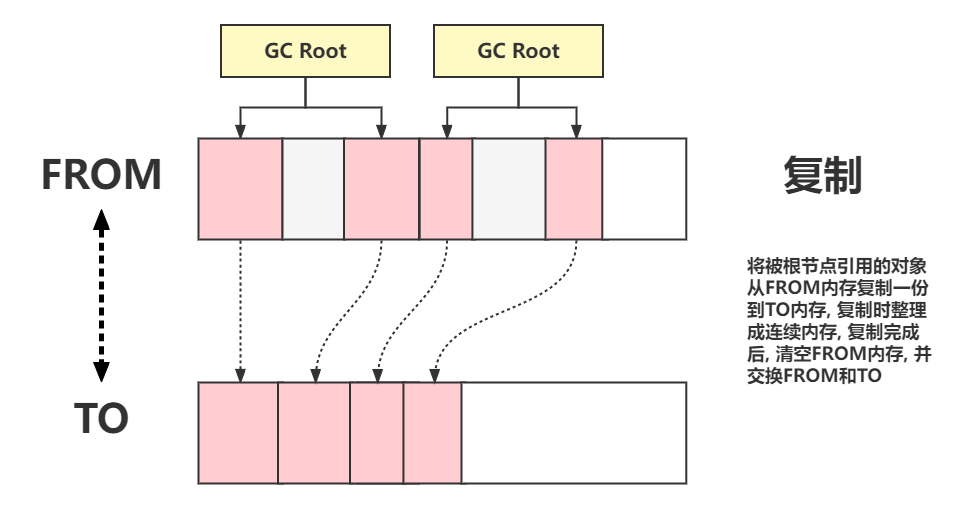 GC Root
GC Root
FROM
复制
将被根节点引用的对象
从FROM内存复制一份
到TO内存, 复制时整理
成连续内存, 复制完成
后, 清空FROM内存, 并
交换FROM和TO
TO